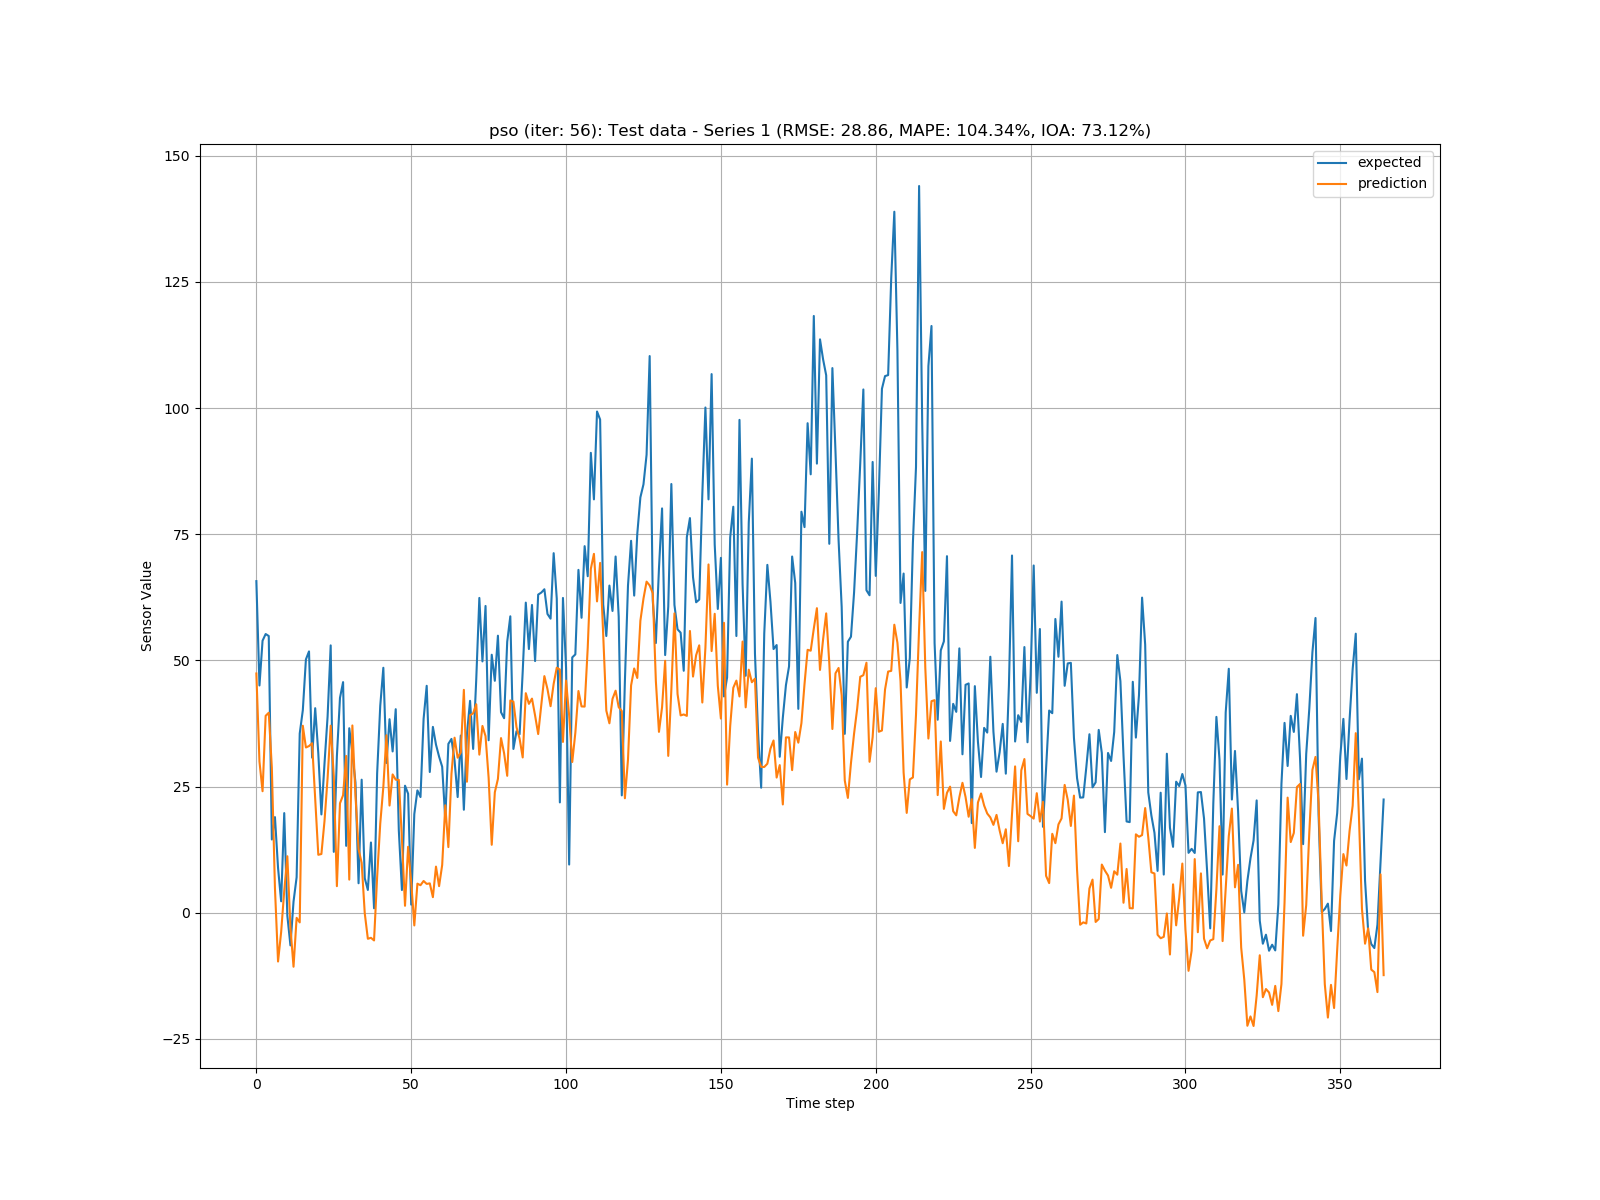 pso (iter: 56): Test data - Series 1 (RMSE: 28.86, MAPE: 104.34%, IOA: 73.12%)
expected
prediction
150
125
100
75
50
25
0
−25
Sensor Value
0 50 100 150 200 250 300 350
Time step